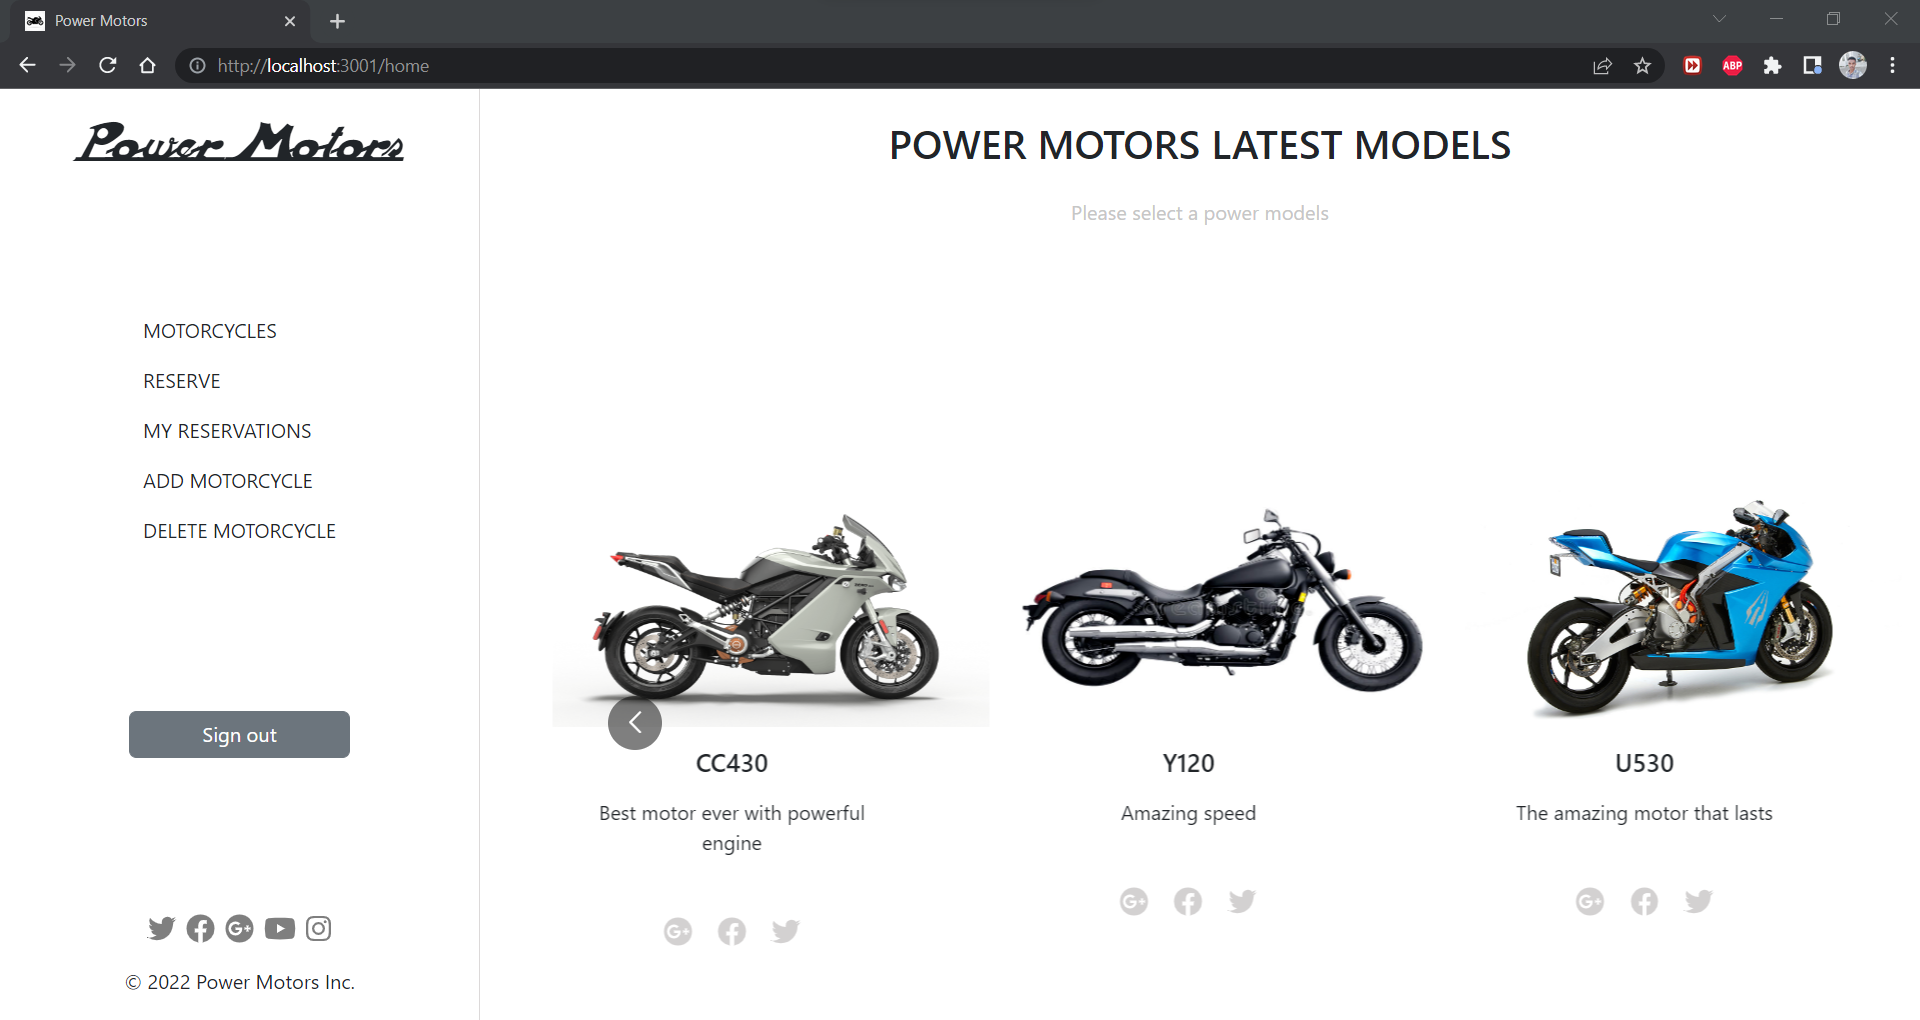 Power Motors
http://localhost:3001/home
ABP
Power Motors
MOTORCYCLES
RESERVE
MY RESERVATIONS
ADD MOTORCYCLE
DELETE MOTORCYCLE
Sign out
© 2022 Power Motors Inc.
POWER MOTORS LATEST MODELS
Please select a power models
CC430
Best motor ever with powerful
engine
Y120
Amazing speed
U530
The amazing motor that lasts